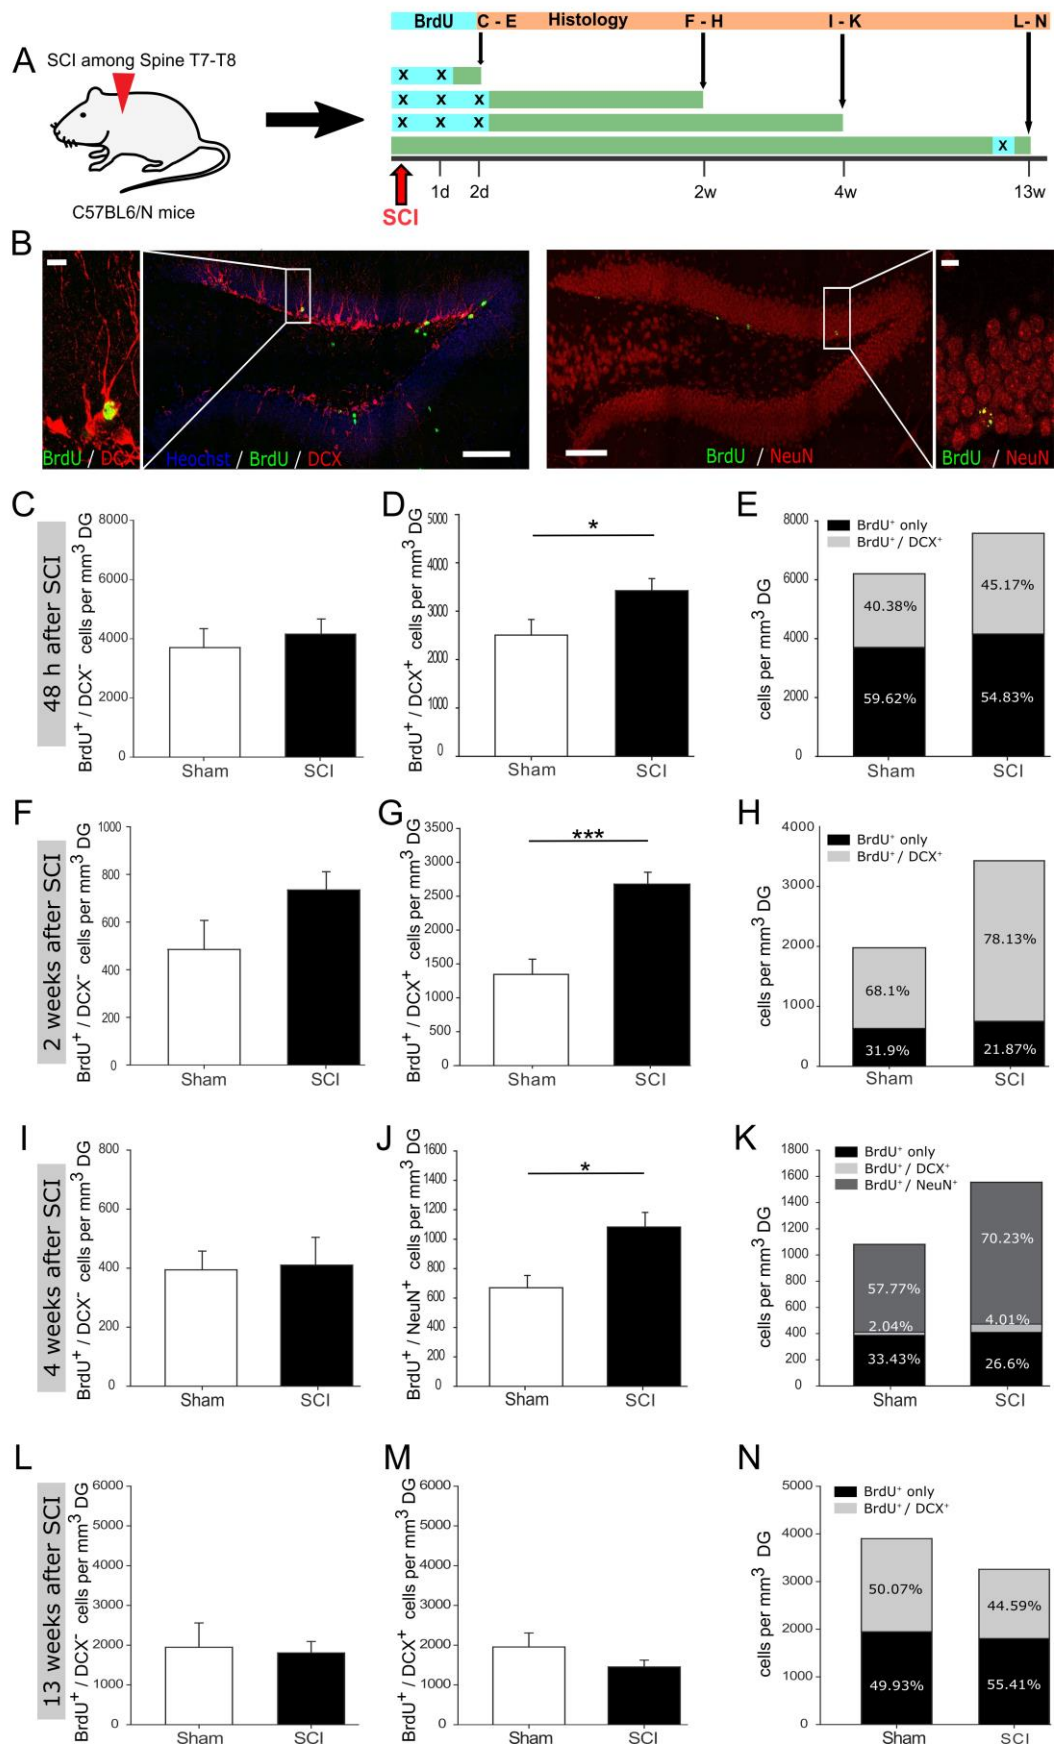 A
SCI among Spine T7-T8
C57BL6/N mice
BrdU C - E Histology F - H I - K L- N
x x
x x x
x x x
x
1d 2d 2w 4w 13w
SCI
B
BrdU / DCX
Heochst / BrdU / DCX
BrdU / NeuN
BrdU / NeuN
48 h after SCI
C
BrdU⁺ / DCX⁻ cells per mm³ DG
8000
6000
4000
2000
0
Sham SCI
D
BrdU⁺ / DCX⁺ cells per mm³ DG
5000
4000
3000
2000
1000
0
*
Sham SCI
E
cells per mm³ DG
8000
6000
4000
2000
0
BrdU⁺ only
BrdU⁺/ DCX⁺
40.38%
59.62%
45.17%
54.83%
Sham SCI
2 weeks after SCI
F
BrdU⁺ / DCX⁻ cells per mm³ DG
1000
800
600
400
200
0
Sham SCI
G
BrdU⁺ / DCX⁺ cells per mm³ DG
3500
3000
2500
2000
1500
1000
500
0
***
Sham SCI
H
cells per mm³ DG
4000
3000
2000
1000
0
BrdU⁺ only
BrdU⁺/ DCX⁺
68.1%
31.9%
78.13%
21.87%
Sham SCI
4 weeks after SCI
I
BrdU⁺ / DCX⁻ cells per mm³ DG
800
600
400
200
0
Sham SCI
J
BrdU⁺ / NeuN⁺ cells per mm³ DG
1600
1400
1200
1000
800
600
400
200
0
*
Sham SCI
K
cells per mm³ DG
1800
1600
1400
1200
1000
800
600
400
200
0
BrdU⁺ only
BrdU⁺/ DCX⁺
BrdU⁺/ NeuN⁺
57.77%
2.04%
33.43%
70.23%
4.01%
26.6%
Sham SCI
13 weeks after SCI
L
BrdU⁺ / DCX⁻ cells per mm³ DG
6000
5000
4000
3000
2000
1000
0
Sham SCI
M
BrdU⁺ / DCX⁺ cells per mm³ DG
6000
5000
4000
3000
2000
1000
0
Sham SCI
N
cells per mm³ DG
5000
4000
3000
2000
1000
0
BrdU⁺ only
BrdU⁺/ DCX⁺
50.07%
49.93%
44.59%
55.41%
Sham SCI